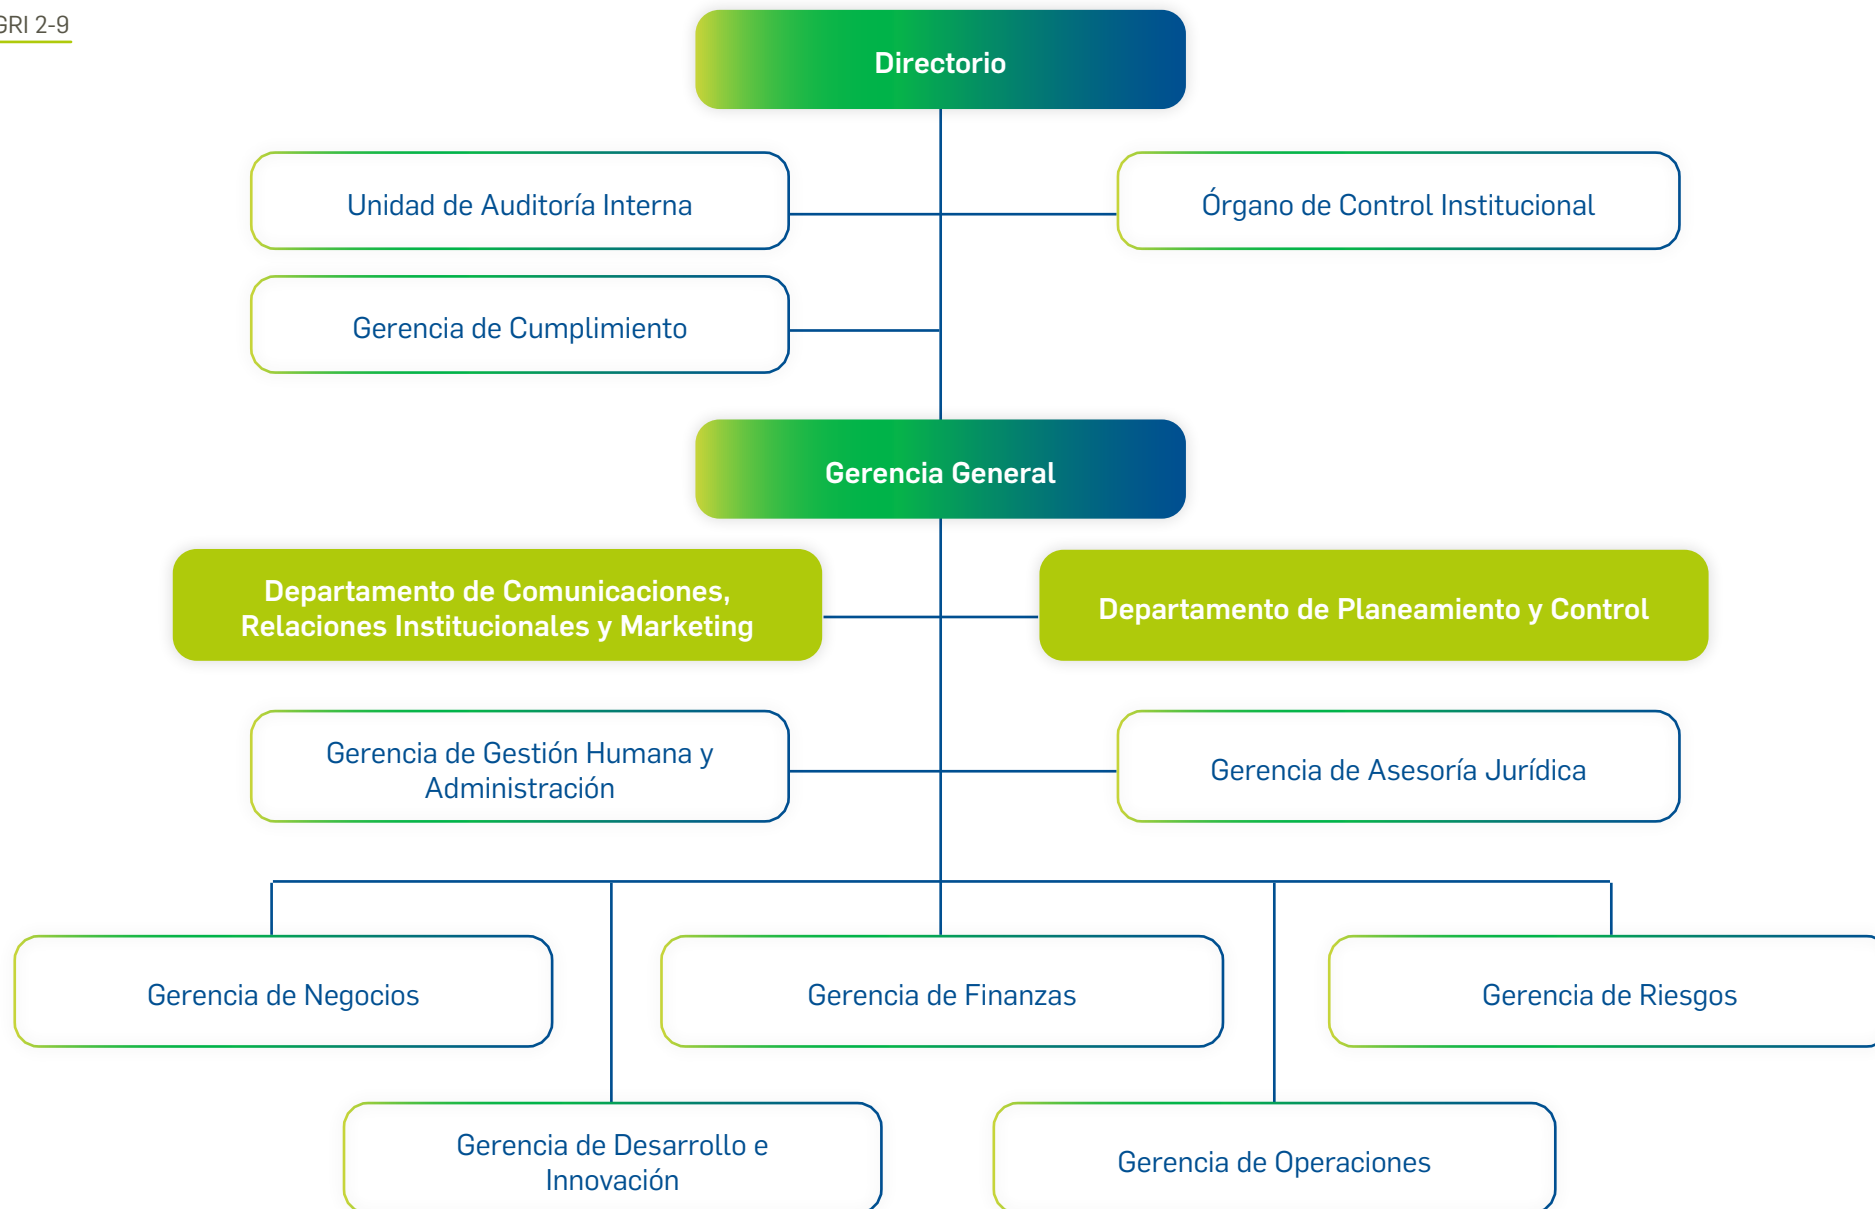 GRI 2-9
Directorio
Unidad de Auditoría Interna
Órgano de Control Institucional
Gerencia de Cumplimiento
Gerencia General
Departamento de Comunicaciones,
Relaciones Institucionales y Marketing
Departamento de Planeamiento y Control
Gerencia de Gestión Humana y
Administración
Gerencia de Asesoría Jurídica
Gerencia de Negocios
Gerencia de Finanzas
Gerencia de Riesgos
Gerencia de Desarrollo e
Innovación
Gerencia de Operaciones